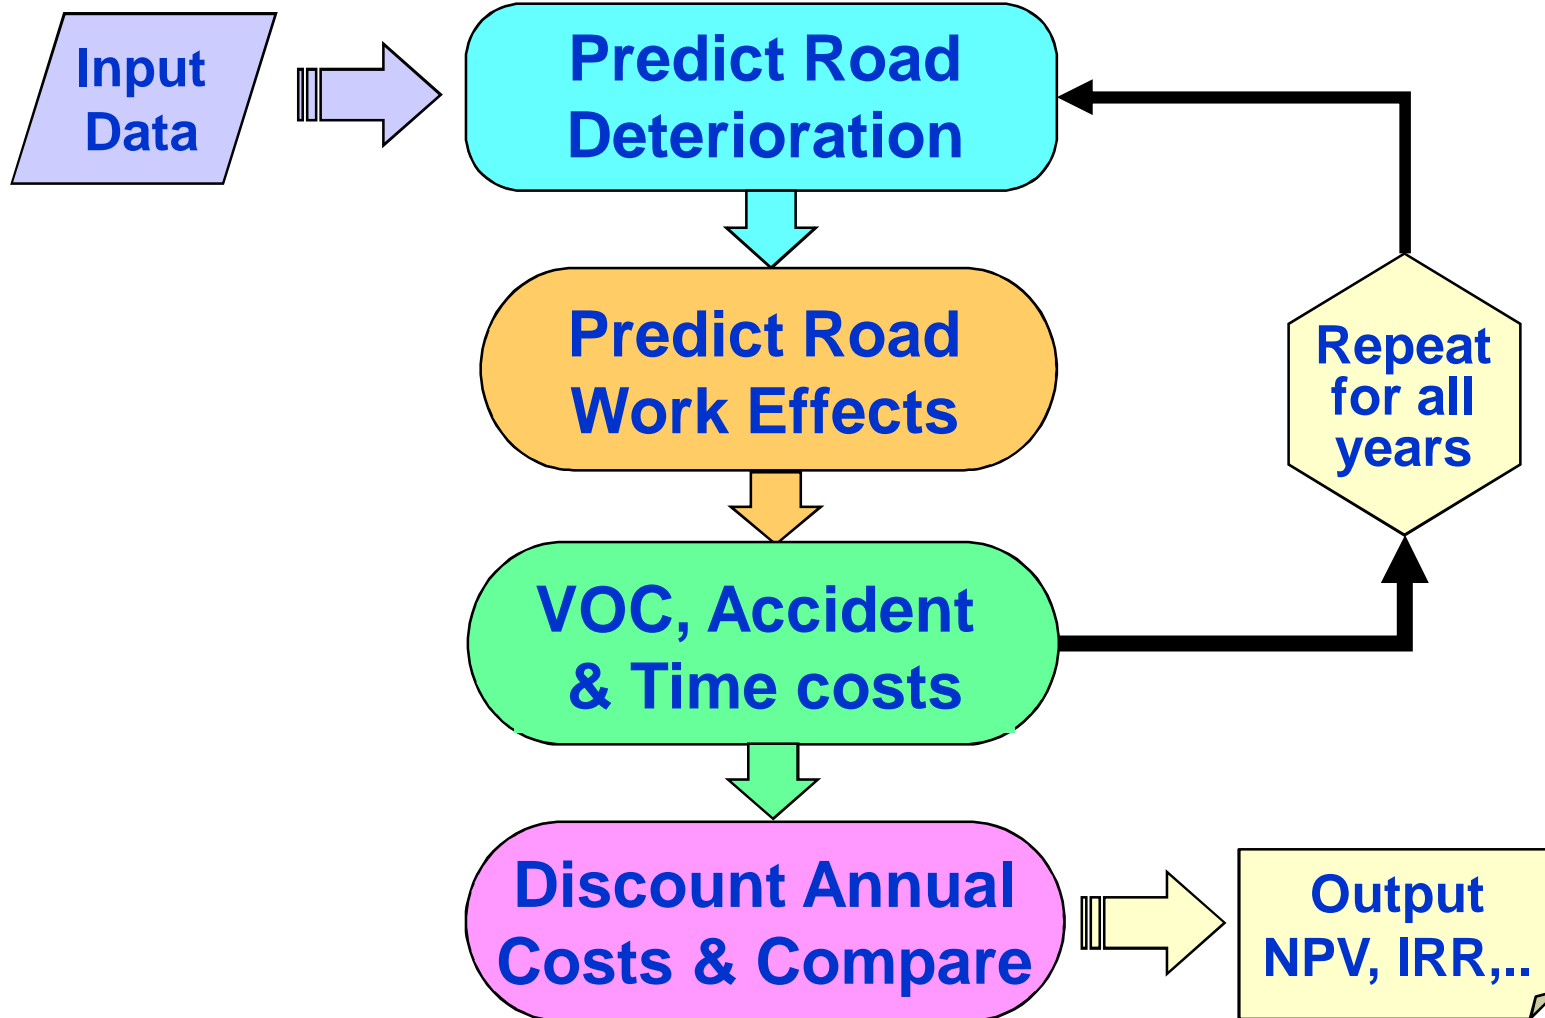 Input
Data
Predict Road
Deterioration
Predict Road
Work Effects
Repeat
for all
years
VOC, Accident
& Time costs
Discount Annual
Costs & Compare
Output
NPV, IRR,..